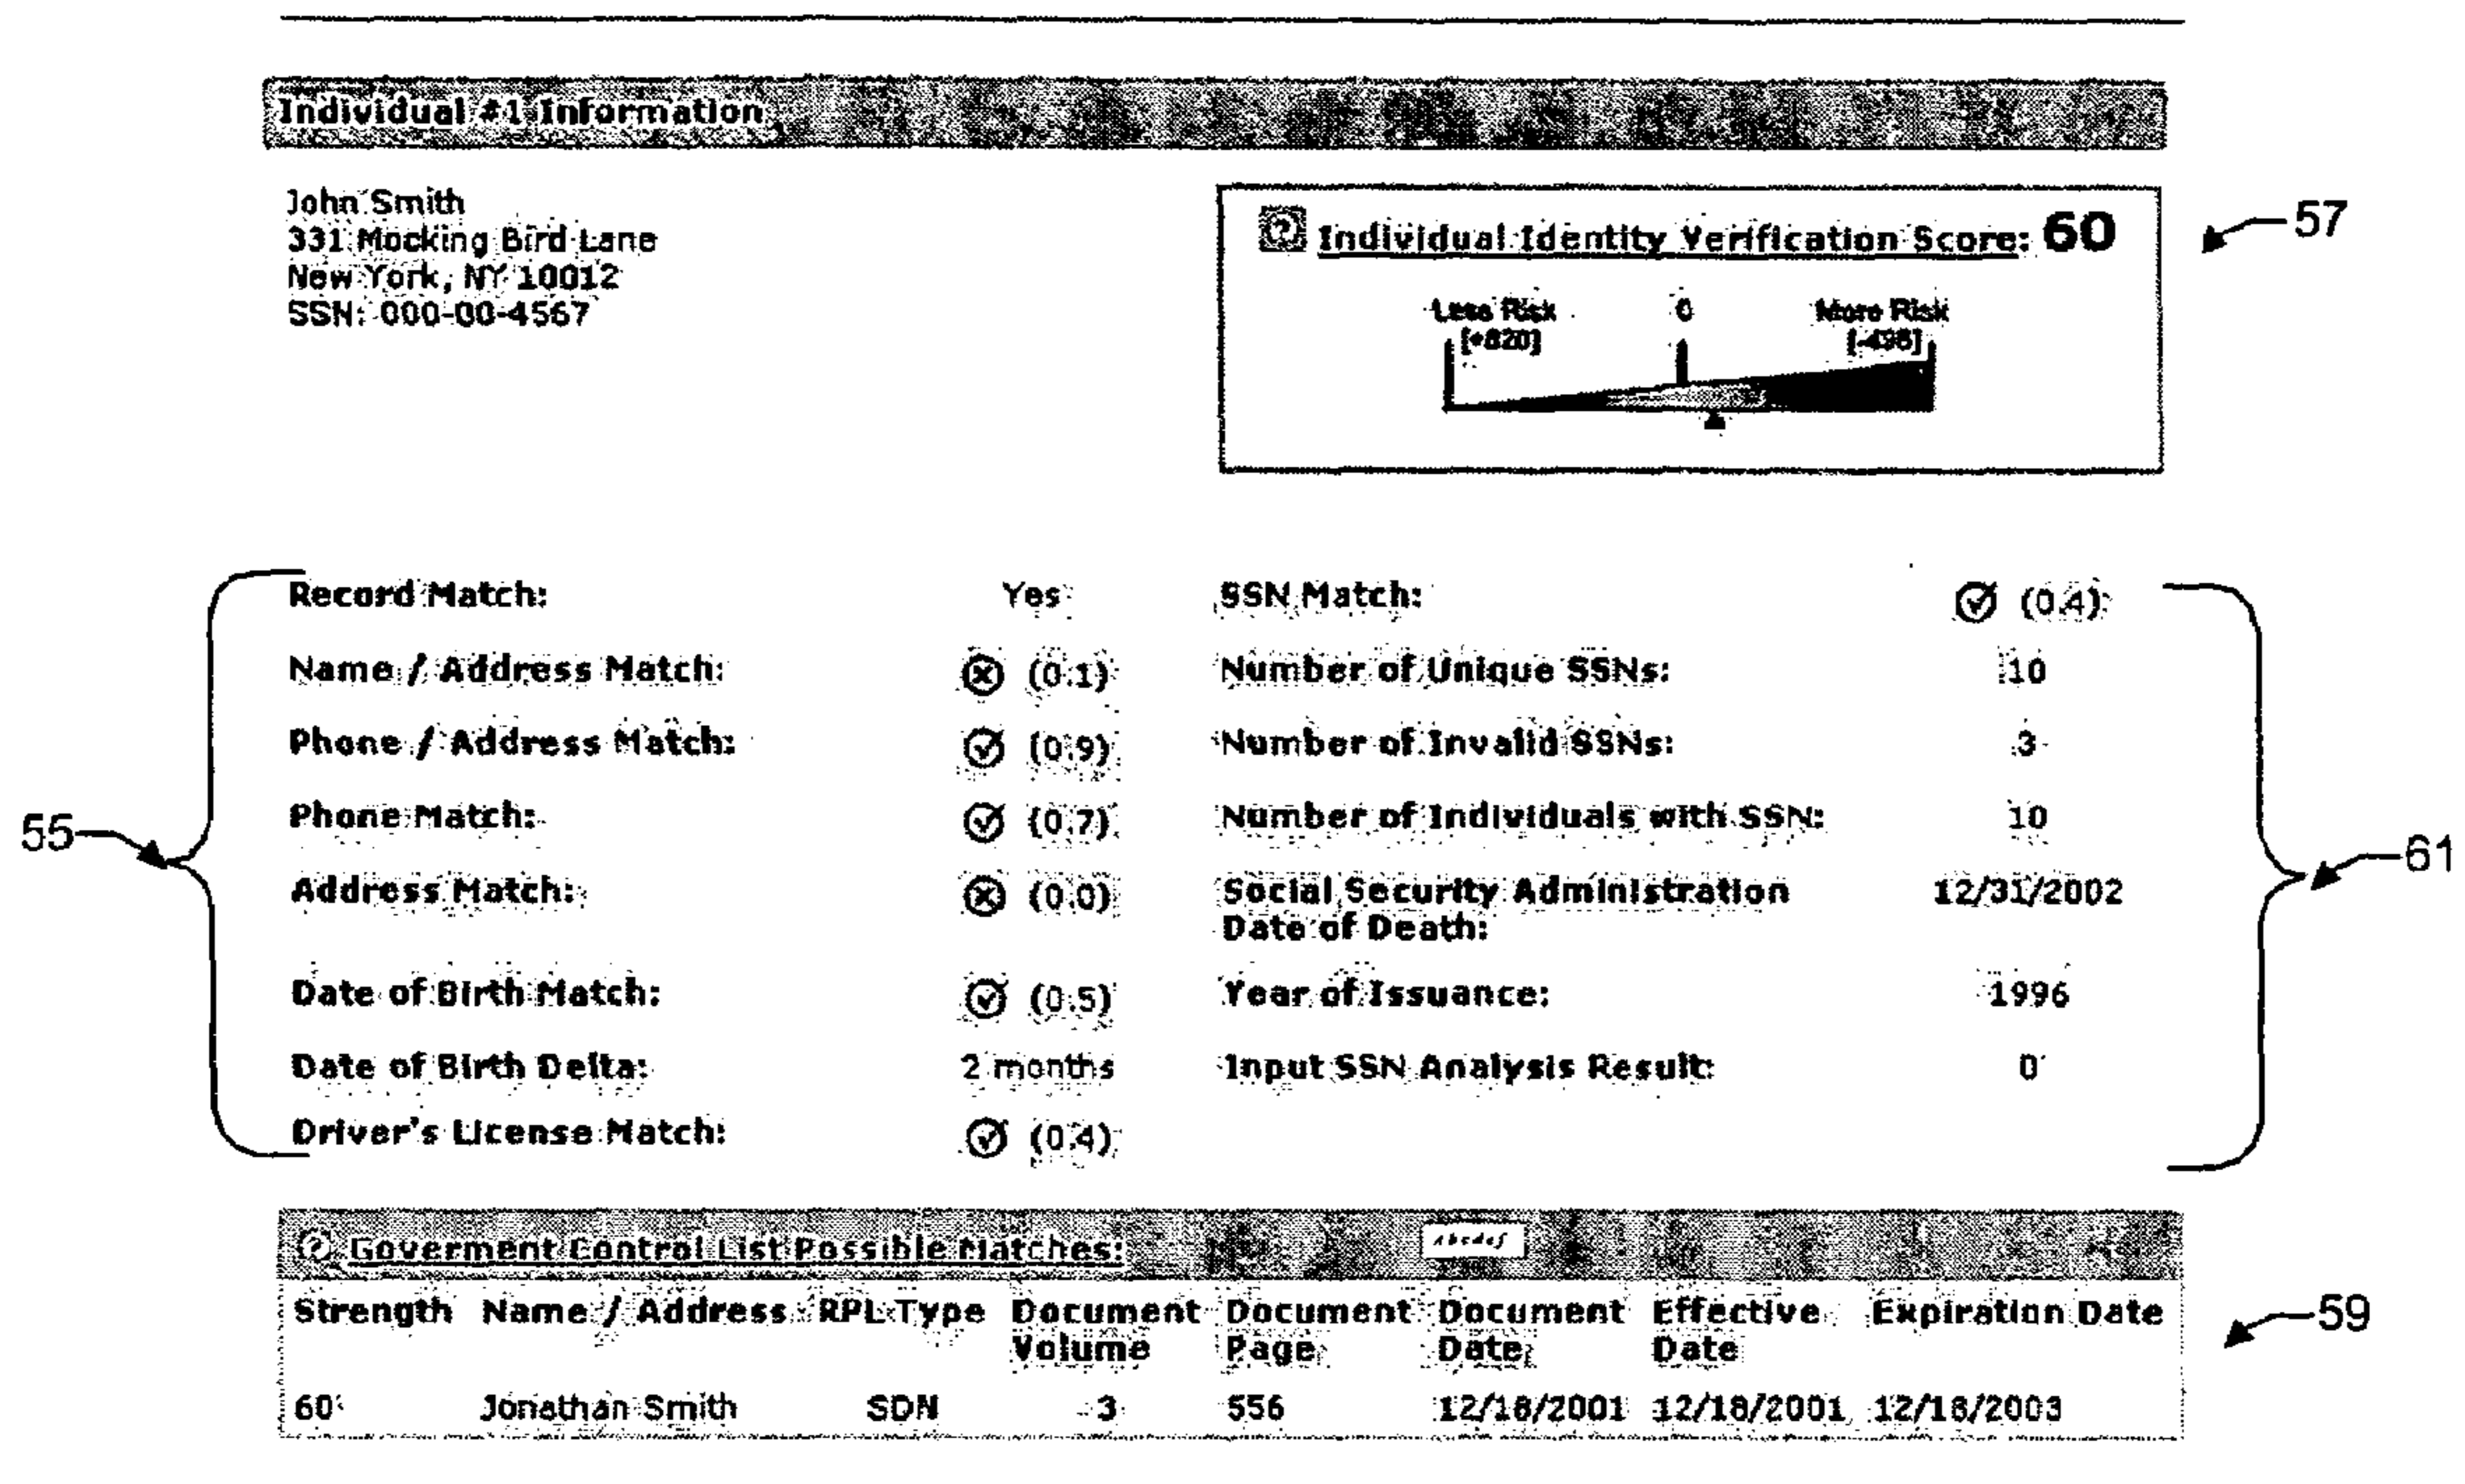 Individual #1 Information
John Smith
331 Mocking Bird Lane
New York, NY 10012
SSN: 000-00-4567
Individual Identity Verification Score: 60
57
Less Risk 0 More Risk
[+820] [-498]
55
Record Match: Yes
Name / Address Match: (0.1)
Phone / Address Match: (0.9)
Phone Match: (0.7)
Address Match: (0.0)
Date of Birth Match: (0.5)
Date of Birth Delta: 2 months
Driver's License Match: (0.4)
SSN Match: (0.4)
Number of Unique SSNs: 10
Number of Invalid SSNs: 3
Number of Individuals with SSN: 10
Social Security Administration 12/31/2002
Date of Death:
Year of Issuance: 1996
Input SSN Analysis Result: 0
61
? Goverment Control List Possible Matches: Abcdef
Strength Name / Address RPL Type Document Document Document Effective Expiration Date
Volume Page Date Date
60 Jonathan Smith SDN 3 556 12/18/2001 12/18/2001 12/18/2003
59